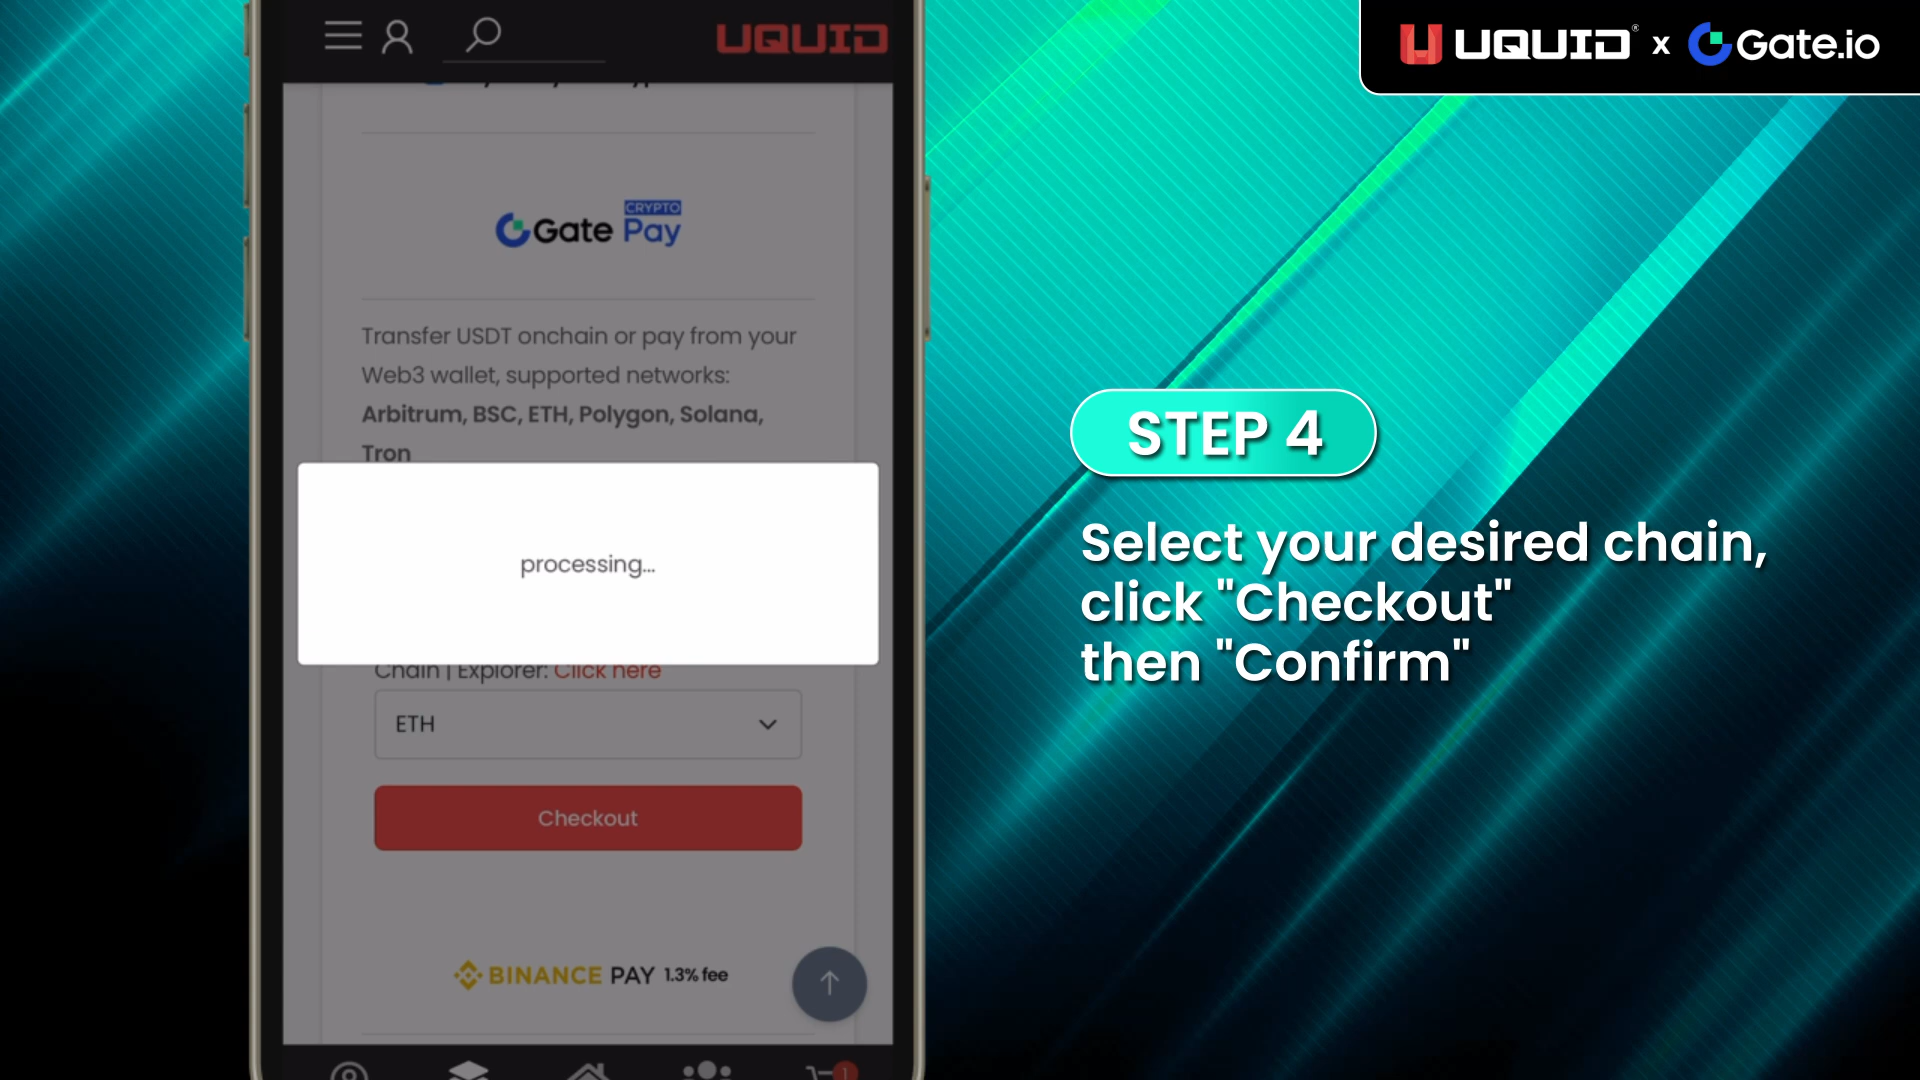 UQUID
UQUID® x Gate.io
Gate Pay
CRYPTO
Transfer USDT onchain or pay from your
Web3 wallet, supported networks:
Arbitrum, BSC, ETH, Polygon, Solana,
Tron
processing...
Chain | Explorer: Click here
ETH
Checkout
BINANCE PAY 1.3% fee
1
STEP 4
Select your desired chain,
click "Checkout"
then "Confirm"